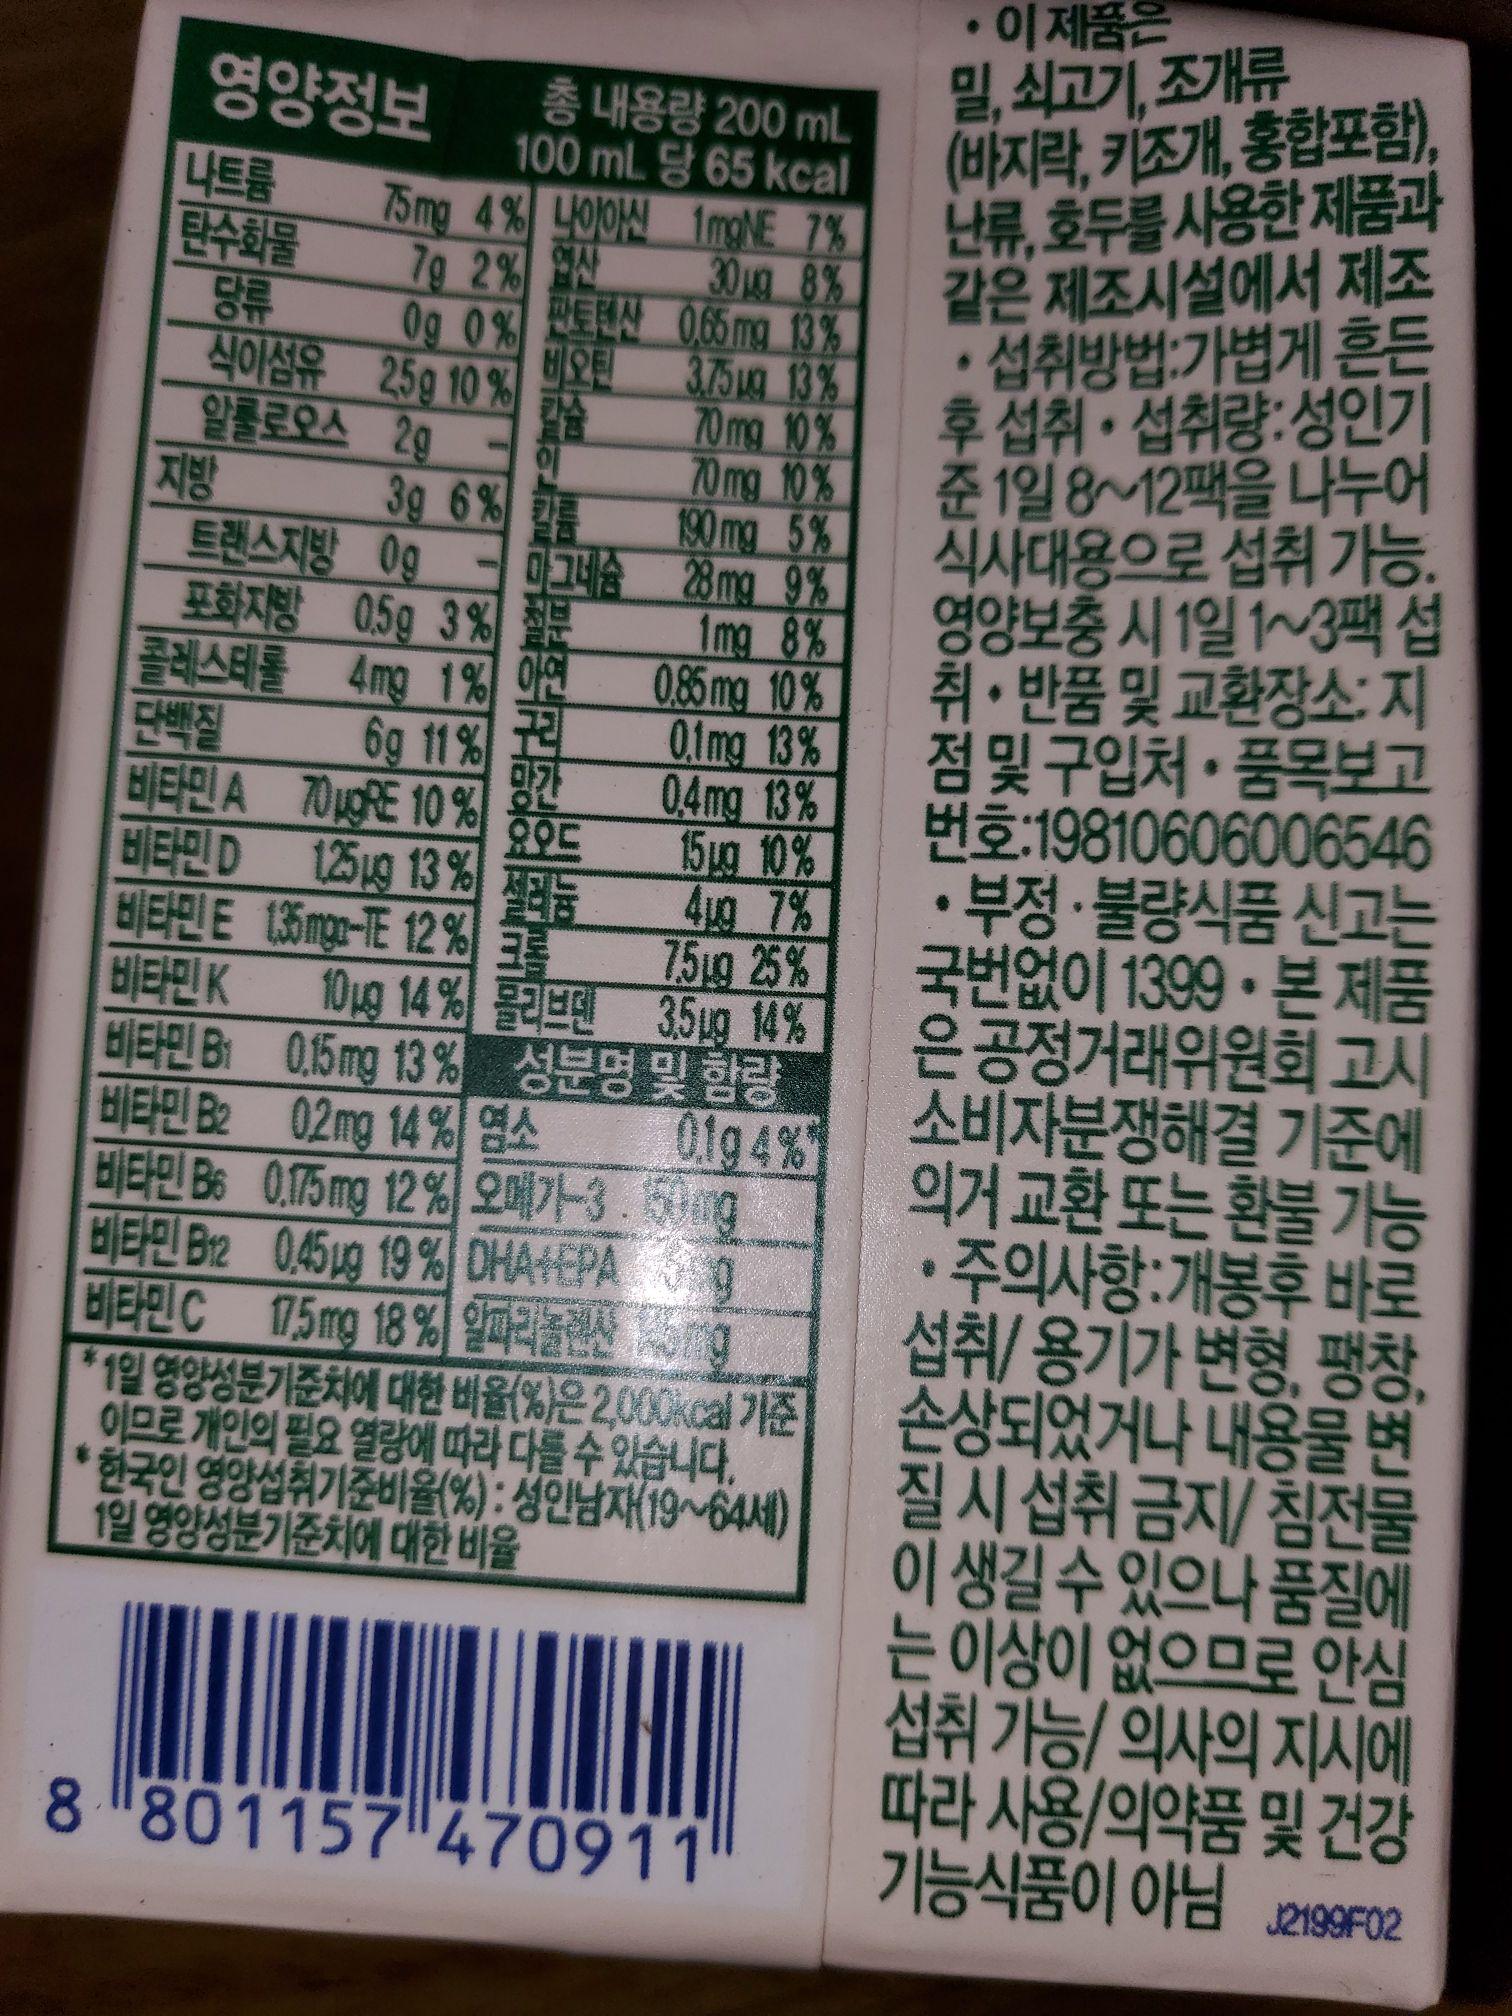 영양정보
총 내용량 200 mL
100 mL 당 65 kcal
나트륨 75mg 4%
탄수화물 7g 2%
당류 0g 0%
식이섬유 2.5g 10%
알룰로오스 2g -
지방 3g 6%
트랜스지방 0g -
포화지방 0.5g 3%
콜레스테롤 4mg 1%
단백질 6g 11%
비타민 A 70μgRE 10%
비타민 D 1.25μg 13%
비타민 E 1.35mgα-TE 12%
비타민 K 10μg 14%
비타민 B1 0.15mg 13%
비타민 B2 0.2mg 14%
비타민 B6 0.175mg 12%
비타민 B12 0.45μg 19%
비타민 C 17.5mg 18%
나이아신 1mgNE 7%
엽산 30μg 8%
판토텐산 0.65mg 13%
비오틴 3.75μg 13%
칼슘 70mg 10%
인 70mg 10%
칼륨 190mg 5%
마그네슘 28mg 9%
철분 1mg 8%
아연 0.85mg 10%
구리 0.1mg 13%
망간 0.4mg 13%
요오드 15μg 10%
셀레늄 4μg 7%
크롬 7.5μg 25%
몰리브덴 3.5μg 14%
성분명 및 함량
염소 0.1g 4%*
오메가-3
DHA+EPA
알파리놀렌산
*1일 영양성분기준치에 대한 비율(%)은 2,000kcal 기준
이므로 개인의 필요 열량에 따라 다를 수 있습니다.
*한국인 영양섭취기준비율(%) : 성인남자(19~64세)
1일 영양성분기준치에 대한 비율
8 801157 470911
• 이 제품은
밀, 쇠고기, 조개류
(바지락, 키조개, 홍합포함),
난류, 호두를 사용한 제품과
같은 제조시설에서 제조
• 섭취방법:가볍게 흔든
후 섭취 • 섭취량: 성인기
준 1일 8~12팩을 나누어
식사대용으로 섭취 가능.
영양보충 시 1일 1~3팩 섭
취 • 반품 및 교환장소: 지
점 및 구입처 • 품목보고
번호:19810606006546
• 부정·불량식품 신고는
국번없이 1399 • 본 제품
은 공정거래위원회 고시
소비자분쟁해결 기준에
의거 교환 또는 환불 가능
• 주의사항:개봉후 바로
섭취/ 용기가 변형, 팽창,
손상되었거나 내용물 변
질 시 섭취 금지/ 침전물
이 생길 수 있으나 품질에
는 이상이 없으므로 안심
섭취 가능/ 의사의 지시에
따라 사용/의약품 및 건강
기능식품이 아님
J2199F02